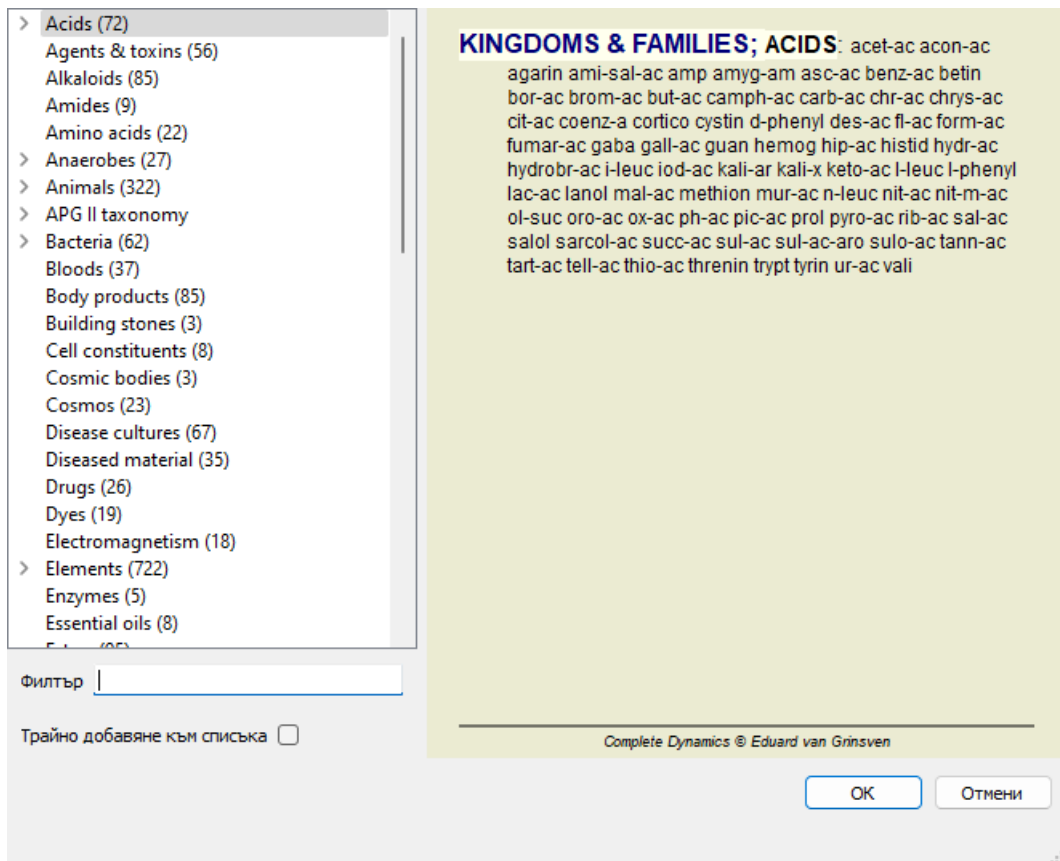 Acids (72)
Agents & toxins (56)
Alkaloids (85)
Amides (9)
Amino acids (22)
Anaerobes (27)
Animals (322)
APG II taxonomy
Bacteria (62)
Bloods (37)
Body products (85)
Building stones (3)
Cell constituents (8)
Cosmic bodies (3)
Cosmos (23)
Disease cultures (67)
Diseased material (35)
Drugs (26)
Dyes (19)
Electromagnetism (18)
Elements (722)
Enzymes (5)
Essential oils (8)
Филтър
Трайно добавяне към списъка
KINGDOMS & FAMILIES; ACIDS: acet-ac acon-ac
agarin ami-sal-ac amp amyg-am asc-ac benz-ac betin
bor-ac brom-ac but-ac camph-ac carb-ac chr-ac chrys-ac
cit-ac coenz-a cortico cystin d-phenyl des-ac fl-ac form-ac
fumar-ac gaba gall-ac guan hemog hip-ac histid hydr-ac
hydrobr-ac i-leuc iod-ac kali-ar kali-x keto-ac l-leuc l-phenyl
lac-ac lanol mal-ac methion mur-ac n-leuc nit-ac nit-m-ac
ol-suc oro-ac ox-ac ph-ac pic-ac prol pyro-ac rib-ac sal-ac
salol sarcol-ac succ-ac sul-ac sul-ac-aro sulo-ac tann-ac
tart-ac tell-ac thio-ac threnin trypt tyrin ur-ac vali
Complete Dynamics © Eduard van Grinsven
OK
Отмени